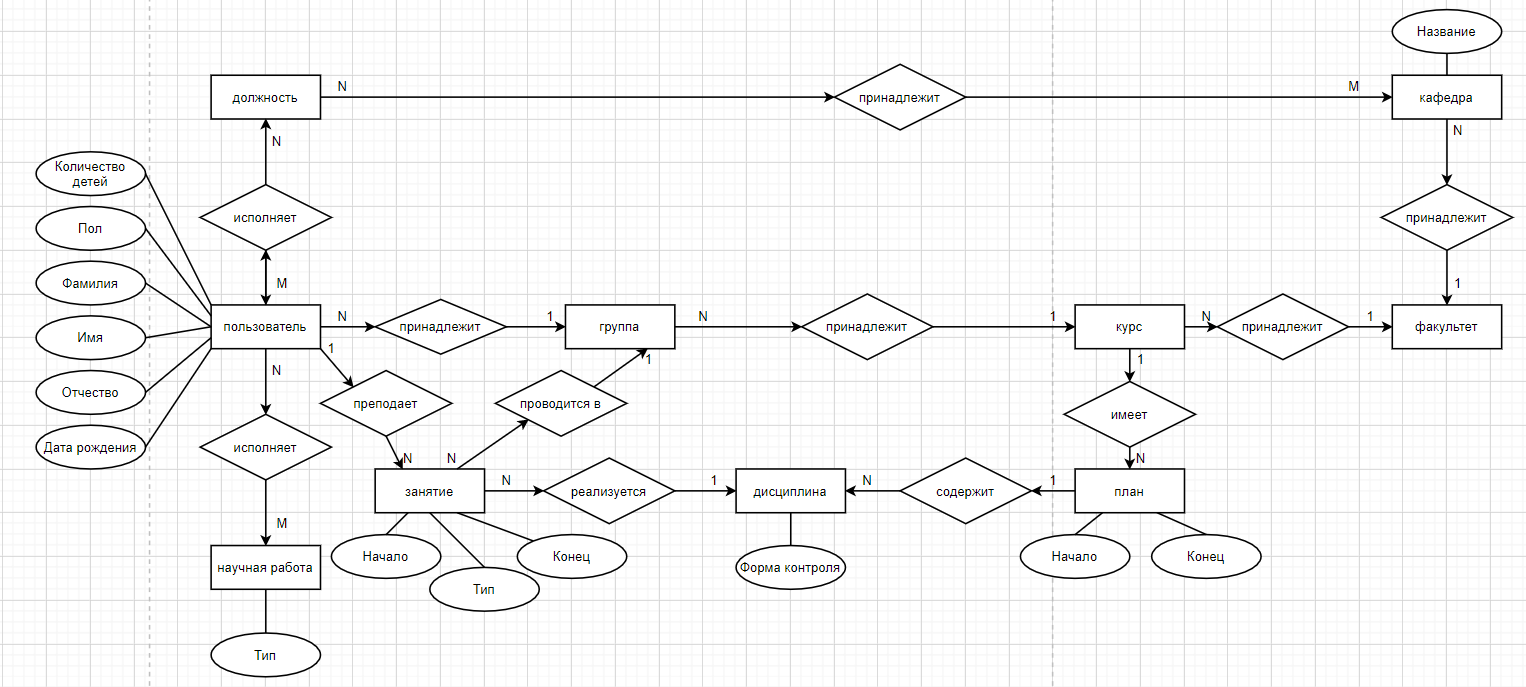 Название
должность
N
принадлежит
M
кафедра
N
N
Количество
детей
исполняет
принадлежит
Пол
Фамилия
M
1
пользователь
N
принадлежит
1
группа
N
принадлежит
1
курс
N
принадлежит
1
факультет
Имя
1
1
1
N
Отчество
преподает
проводится в
имеет
Дата рождения
исполняет
N
N
N
занятие
N
реализуется
1
дисциплина
N
содержит
1
план
M
научная работа
Начало
Конец
Форма контроля
Начало
Конец
Тип
Тип